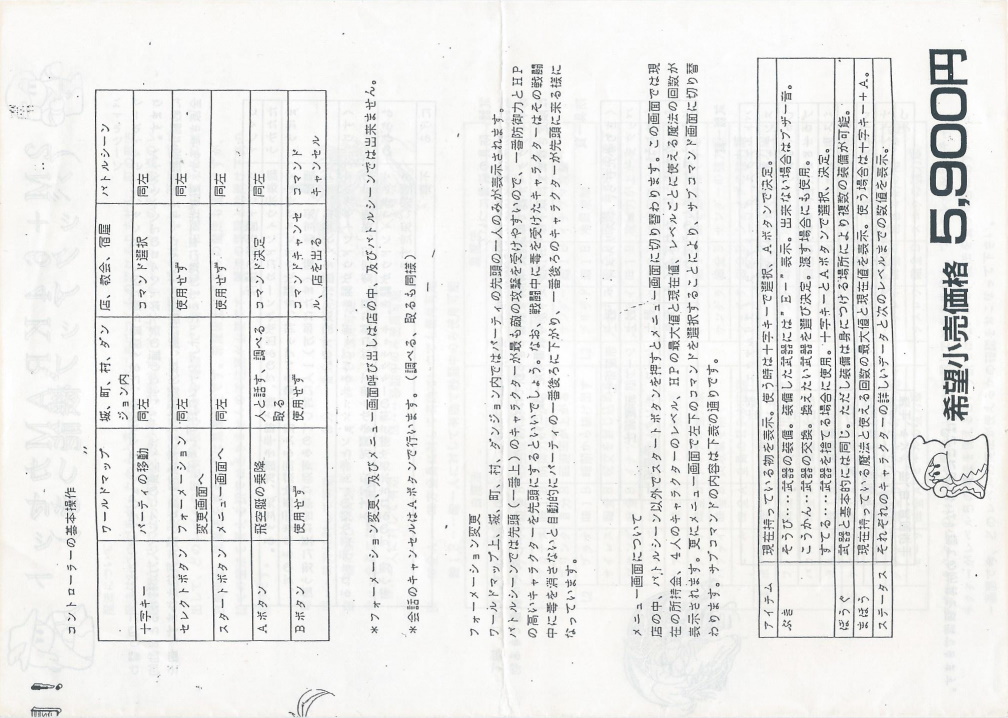 コントローラーの基本操作
ワールドマップ 城、町、村、ダンジョン内 店、教会、宿屋 バトルシーン
十字キー パーティの移動 同左 コマンド選択 同左
セレクトボタン フォーメーション変更画面へ 同左 使用せず 同左
スタートボタン メニュー画面へ 同左 使用せず 同左
Aボタン 飛空艇の乗降 人と話す、調べる 取る コマンド決定 同左
Bボタン 使用せず 使用せず コマンドキャンセル、店を出る コマンドキャンセル
*フォーメーション変更、及びメニュー画面呼び出しは店の中、及びバトルシーンでは出来ません。
*会話のキャンセルはAボタンで行います。(調べる、取るも同様)
フォーメーション変更
ワールドマップ上、城、町、村、ダンジョン内ではパーティの先頭の一人のみが表示されます。
バトルシーンでは先頭(一番上)のキャラクターが最も敵の攻撃を受けやすいので、一番防御力とHP
の高いキャラクターを先頭にするといいでしょう。なお、戦闘中に毒を受けたキャラクターはその戦闘
中に毒を消さないと自動的にパーティの一番後ろに下がり、一番後ろのキャラクターが先頭に来る様に
なっています。
メニュー画面について
店の中、バトルシーン以外でスタートボタンを押すとメニュー画面に切り替わります。この画面では現
在の所持金、4人のキャラクターのレベル、HPの最大値と現在値、レベルごとに使える魔法の回数が
表示されます。更にメニュー画面で左下のコマンドを選択することにより、サブコマンド画面に切り替
わります。サブコマンドの内容は下表の通りです。
アイテム 現在持っている物を表示。使う時は十字キーで選択、Aボタンで決定。
ぶき そうび…武器の装備。装備した武器には"E-"表示。出来ない場合はブザー音。
こうかん…武器の交換。換えたい武器を選び決定。渡す場合にも使用。
すてる…武器を捨てる場合に使用。十字キーとAボタンで選択、決定。
ぼうぐ 武器と基本的には同じ。ただし装備は身につける場所により複数の装備が可能。
まほう 現在持っている魔法と使える回数の最大値と現在値を表示。使う場合は十字キー+A。
ステータス それぞれのキャラクターの詳しいデータと次のレベルまでの数値を表示。
希望小売価格 5,900円